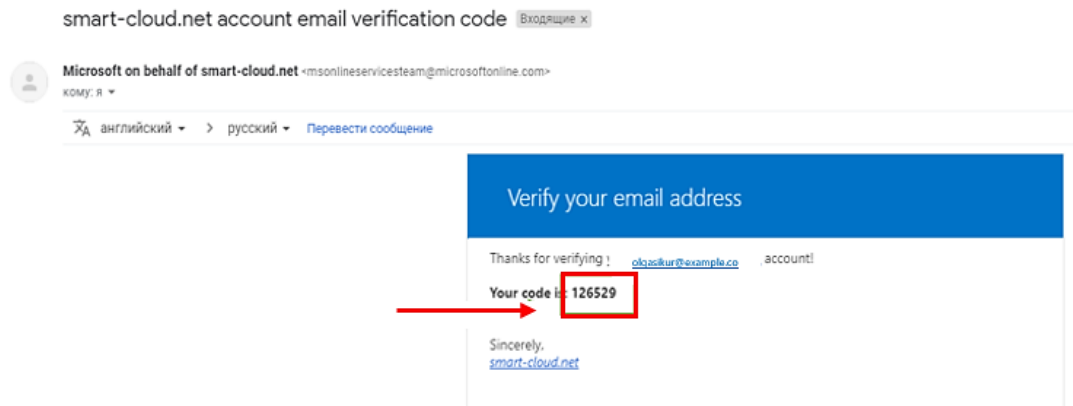 smart-cloud.net account email verification code Входящие ×
Microsoft on behalf of smart-cloud.net <msonlineservicesteam@microsoftonline.com>
кому: я
английский > русский Перевести сообщение
Verify your email address
Thanks for verifying olgasikur@example.co account!
Your code is: 126529
Sincerely,
smart-cloud.net